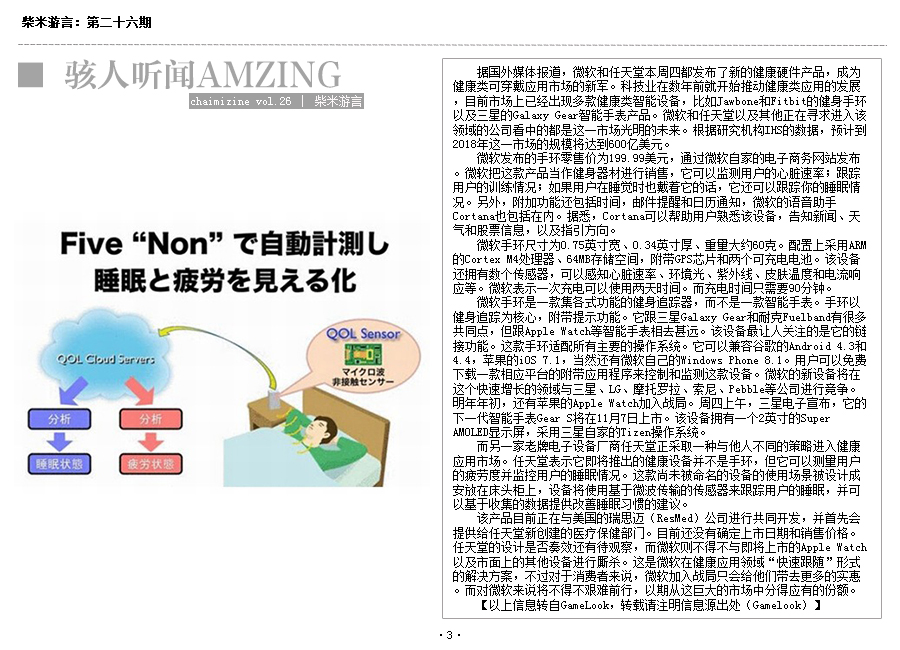 柴米游言：第二十六期
骇人听闻AMZING
chaimizine vol.26 ｜ 柴米游言
Five “Non” で自動計測し
睡眠と疲労を見える化
QOL Cloud Servers
QOL Sensor
マイクロ波
非接触センサー
分析
分析
睡眠状態
疲労状態
据国外媒体报道，微软和任天堂本周四都发布了新的健康硬件产品，成为
健康类可穿戴应用市场的新军。科技业在数年前就开始推动健康类应用的发展
，目前市场上已经出现多款健康类智能设备，比如Jawbone和Fitbit的健身手环
以及三星的Galaxy Gear智能手表产品。微软和任天堂以及其他正在寻求进入该
领域的公司看中的都是这一市场光明的未来。根据研究机构IHS的数据，预计到
2018年这一市场的规模将达到600亿美元。
微软发布的手环零售价为199.99美元，通过微软自家的电子商务网站发布
。微软把这款产品当作健身器材进行销售，它可以监测用户的心脏速率；跟踪
用户的训练情况；如果用户在睡觉时也戴着它的话，它还可以跟踪你的睡眠情
况。另外，附加功能还包括时间，邮件提醒和日历通知，微软的语音助手
Cortana也包括在内。据悉，Cortana可以帮助用户熟悉该设备，告知新闻、天
气和股票信息，以及指引方向。
微软手环尺寸为0.75英寸宽、0.34英寸厚、重量大约60克。配置上采用ARM
的Cortex M4处理器、64MB存储空间，附带GPS芯片和两个可充电电池。该设备
还拥有数个传感器，可以感知心脏速率、环境光、紫外线、皮肤温度和电流响
应等。微软表示一次充电可以使用两天时间。而充电时间只需要90分钟。
微软手环是一款集各式功能的健身追踪器，而不是一款智能手表。手环以
健身追踪为核心，附带提示功能。它跟三星Galaxy Gear和耐克Fuelband有很多
共同点，但跟Apple Watch等智能手表相去甚远。该设备最让人关注的是它的链
接功能。这款手环适配所有主要的操作系统。它可以兼容谷歌的Android 4.3和
4.4，苹果的iOS 7.1，当然还有微软自己的Windows Phone 8.1。用户可以免费
下载一款相应平台的附带应用程序来控制和监测这款设备。微软的新设备将在
这个快速增长的领域与三星、LG、摩托罗拉、索尼、Pebble等公司进行竞争。
明年年初，还有苹果的Apple Watch加入战局。周四上午，三星电子宣布，它的
下一代智能手表Gear S将在11月7日上市。该设备拥有一个2英寸的Super
AMOLED显示屏，采用三星自家的Tizen操作系统。
而另一家老牌电子设备厂商任天堂正采取一种与他人不同的策略进入健康
应用市场。任天堂表示它即将推出的健康设备并不是手环，但它可以测量用户
的疲劳度并监控用户的睡眠情况。这款尚未被命名的设备的使用场景被设计成
安放在床头柜上，设备将使用基于微波传输的传感器来跟踪用户的睡眠，并可
以基于收集的数据提供改善睡眠习惯的建议。
该产品目前正在与美国的瑞思迈（ResMed）公司进行共同开发，并首先会
提供给任天堂新创建的医疗保健部门。目前还没有确定上市日期和销售价格。
任天堂的设计是否奏效还有待观察，而微软则不得不与即将上市的Apple Watch
以及市面上的其他设备进行厮杀。这是微软在健康应用领域“快速跟随”形式
的解决方案，不过对于消费者来说，微软加入战局只会给他们带去更多的实惠
。而对微软来说将不得不艰难前行，以期从这巨大的市场中分得应有的份额。
【以上信息转自GameLook，转载请注明信息源出处（Gamelook）】
·3·